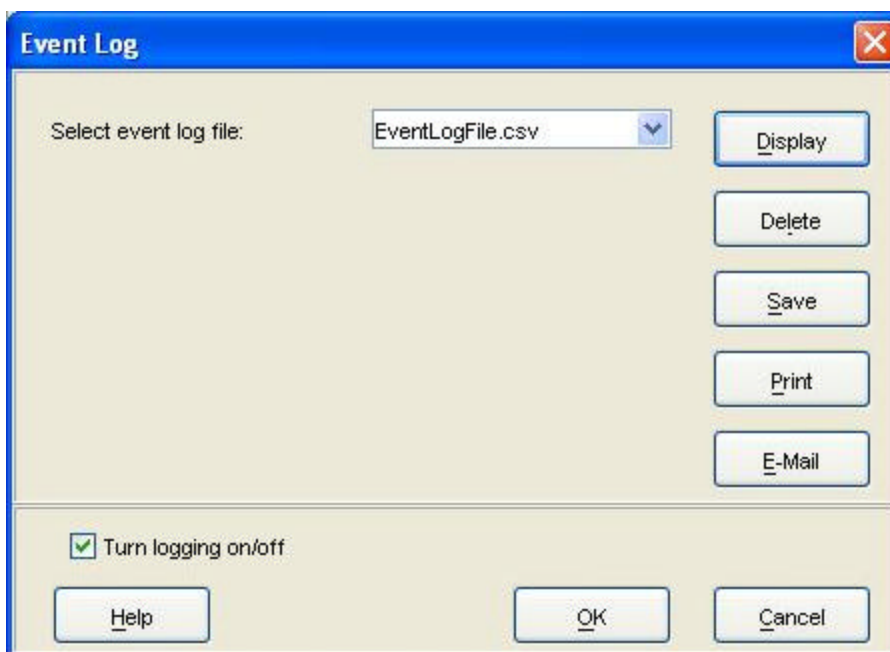 Event Log
Select event log file: EventLogFile.csv
Display
Delete
Save
Print
E-Mail
Turn logging on/off
Help OK Cancel